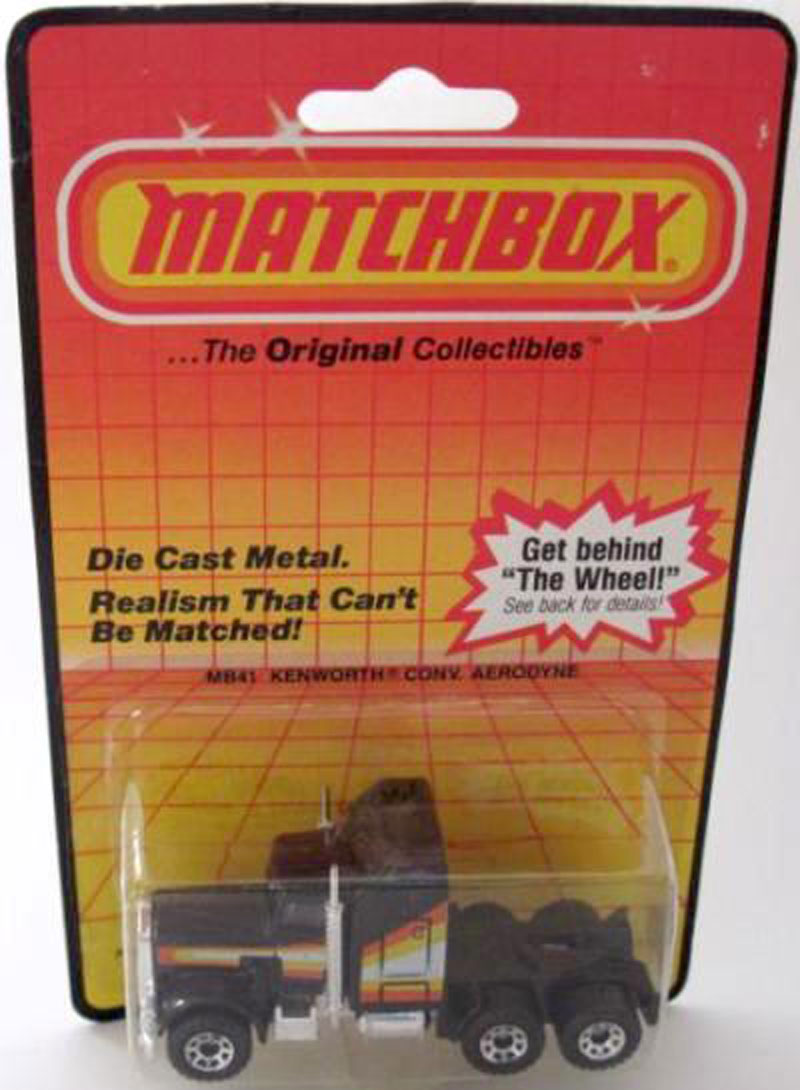 MATCHBOX®
...The Original Collectibles™
Die Cast Metal.
Realism That Can't
Be Matched!
Get behind
“The Wheel!”
See back for details!
MB41 KENWORTH® CONV. AERODYNE